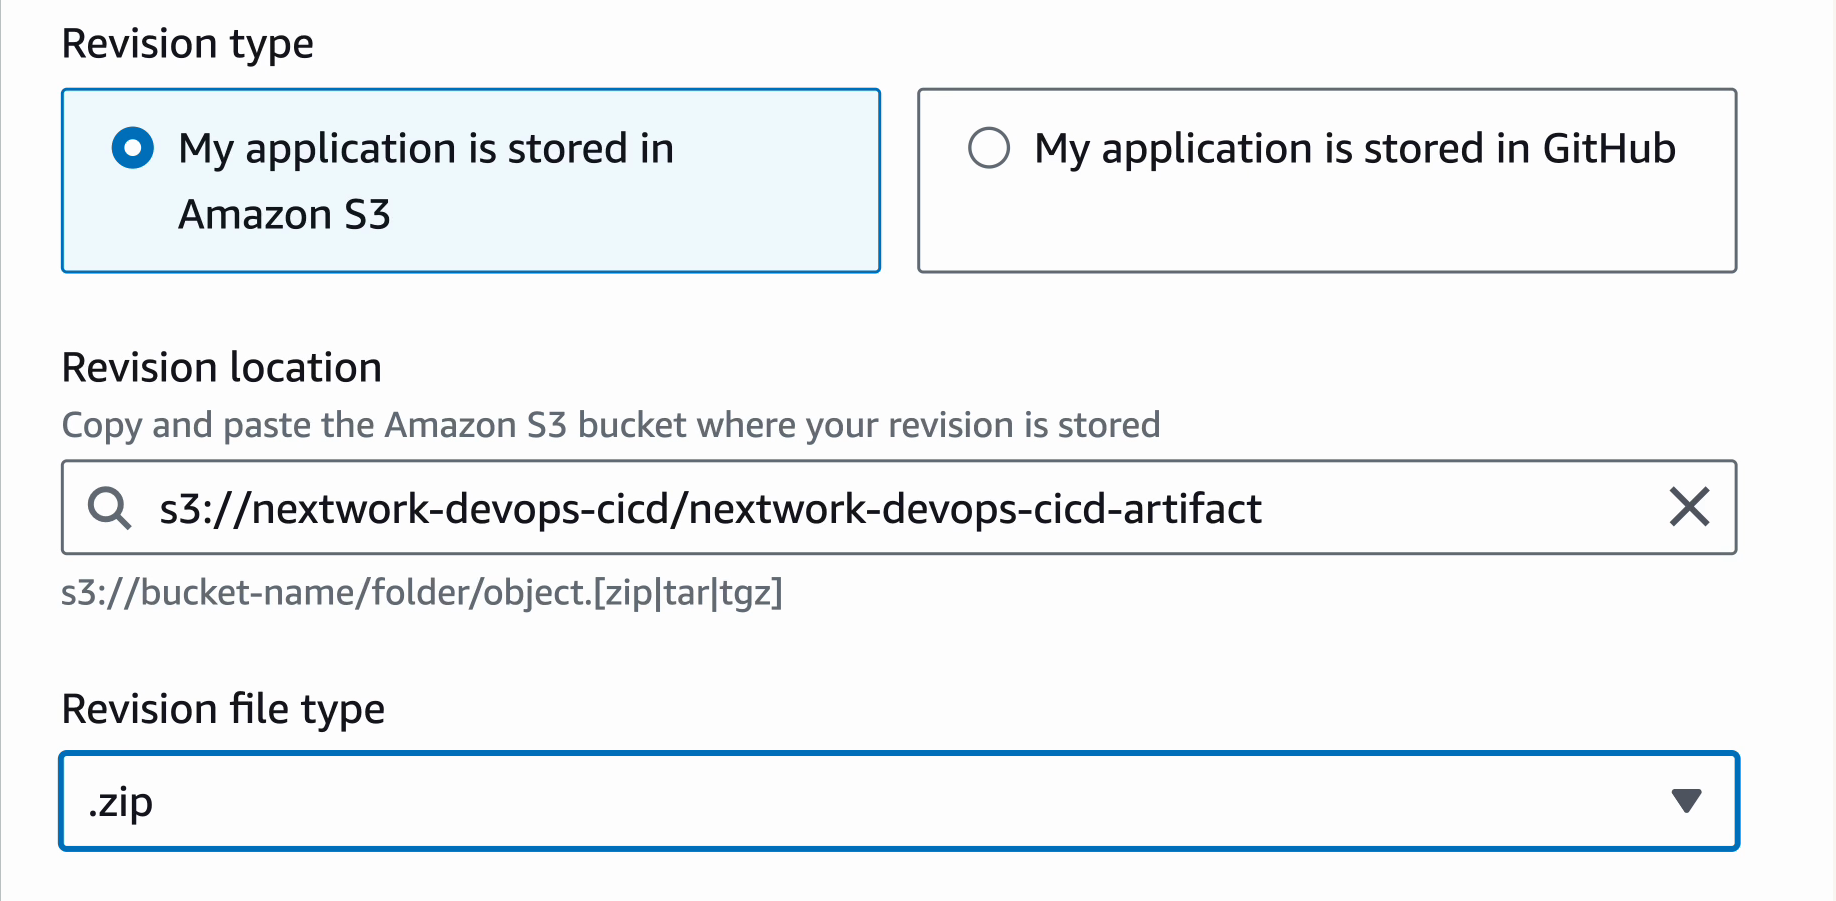 Revision type
My application is stored in
Amazon S3
My application is stored in GitHub
Revision location
Copy and paste the Amazon S3 bucket where your revision is stored
s3://nextwork-devops-cicd/nextwork-devops-cicd-artifact
s3://bucket-name/folder/object.[zip|tar|tgz]
Revision file type
.zip